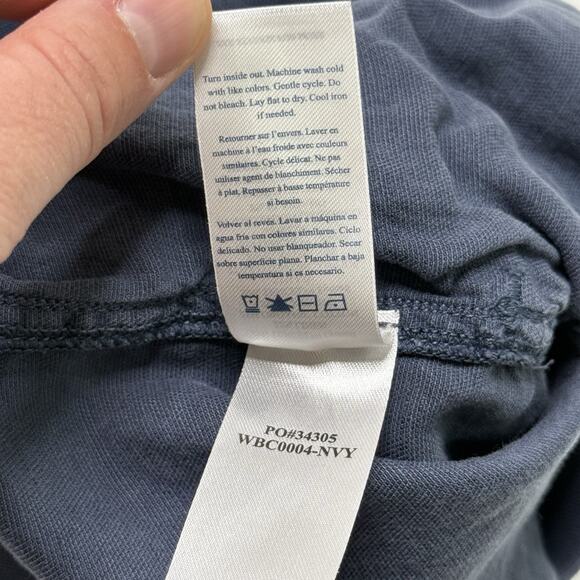 Turn inside out. Machine wash cold
with like colors. Gentle cycle. Do
not bleach. Lay flat to dry. Cool iron
if needed.
Retourner sur l'envers. Laver en
machine à l'eau froide avec couleurs
similaires. Cycle délicat. Ne pas
utiliser agent de blanchiment. Sécher
à plat. Repasser à basse température
si besoin.
Volver al revés. Lavar a máquina en
agua fria con colores similares. Ciclo
delicado. No usar blanqueador. Secar
sobre superficie plana. Planchar a baja
temperatura si es necesario.
PO#34305
WBC0004-NVY